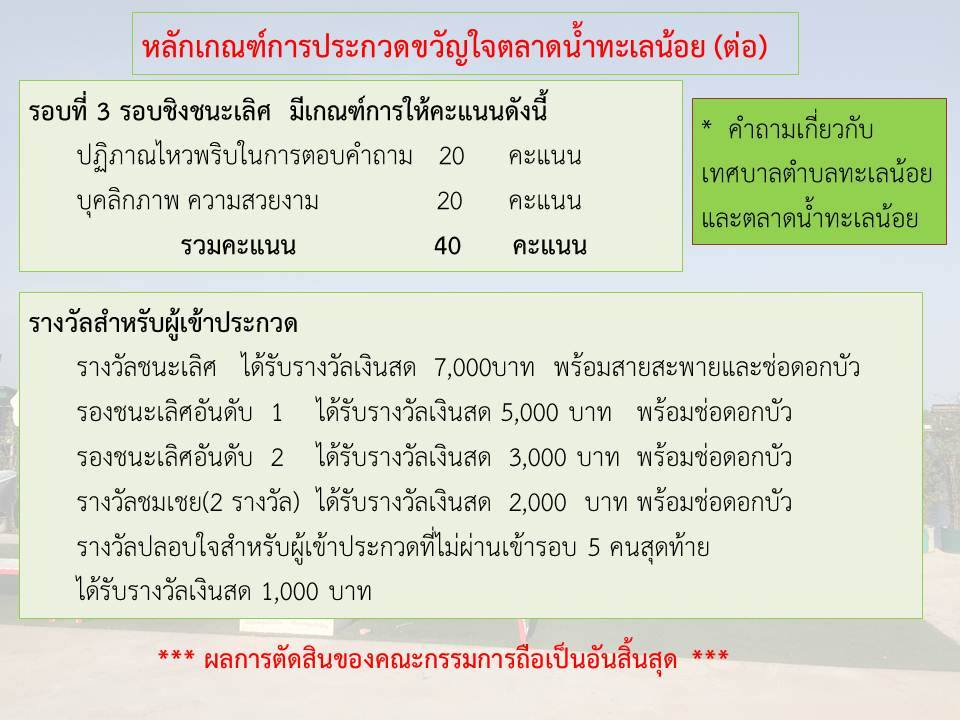 หลักเกณฑ์การประกวดขวัญใจตลาดน้ำทะเลน้อย (ต่อ)
รอบที่ 3 รอบชิงชนะเลิศ มีเกณฑ์การให้คะแนนดังนี้
ปฏิภาณไหวพริบในการตอบคำถาม 20 คะแนน
บุคลิกภาพ ความสวยงาม 20 คะแนน
รวมคะแนน 40 คะแนน
* คำถามเกี่ยวกับ
เทศบาลตำบลทะเลน้อย
และตลาดน้ำทะเลน้อย
รางวัลสำหรับผู้เข้าประกวด
รางวัลชนะเลิศ ได้รับรางวัลเงินสด 7,000บาท พร้อมสายสะพายและช่อดอกบัว
รองชนะเลิศอันดับ 1 ได้รับรางวัลเงินสด 5,000 บาท พร้อมช่อดอกบัว
รองชนะเลิศอันดับ 2 ได้รับรางวัลเงินสด 3,000 บาท พร้อมช่อดอกบัว
รางวัลชมเชย(2 รางวัล) ได้รับรางวัลเงินสด 2,000 บาท พร้อมช่อดอกบัว
รางวัลปลอบใจสำหรับผู้เข้าประกวดที่ไม่ผ่านเข้ารอบ 5 คนสุดท้าย
ได้รับรางวัลเงินสด 1,000 บาท
*** ผลการตัดสินของคณะกรรมการถือเป็นอันสิ้นสุด ***